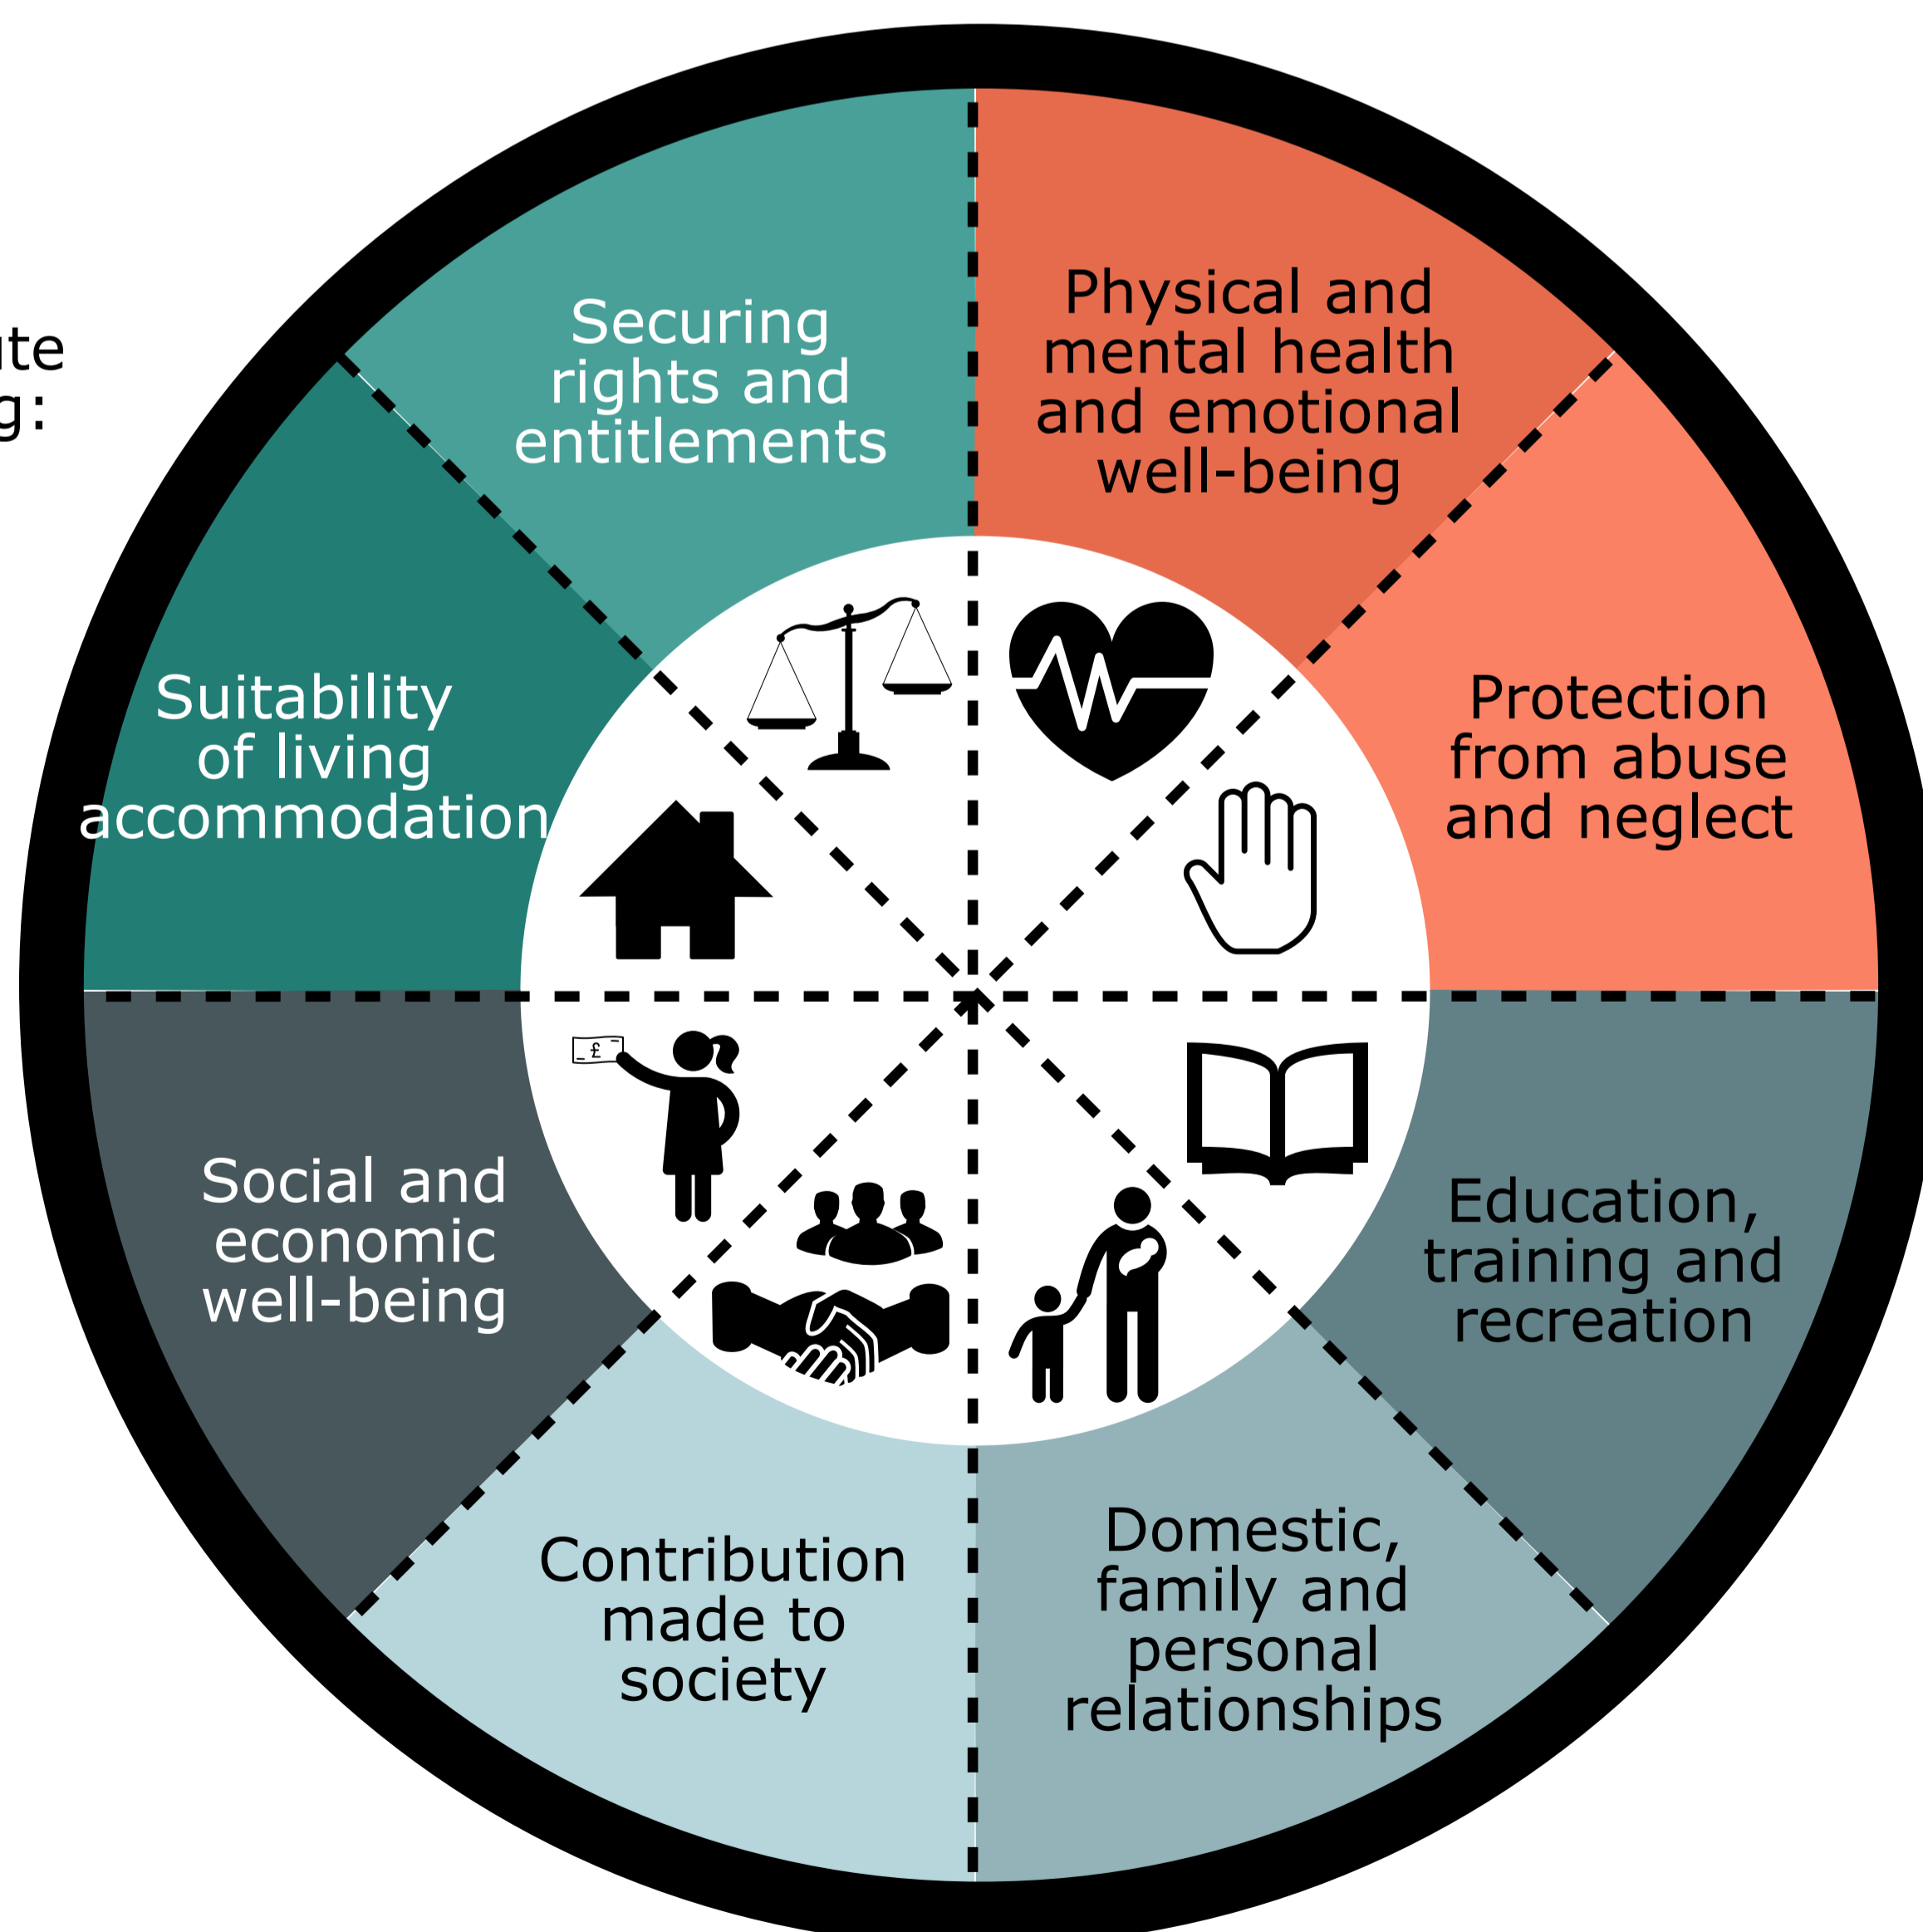 g:
Securing
rights and
entitlements
Physical and
mental health
and emotional
well-being
Suitability
of living
accommodation
Protection
from abuse
and neglect
£
Social and
economic
well-being
Education,
training and
recreation
Contribution
made to
society
Domestic,
family and
personal
relationships